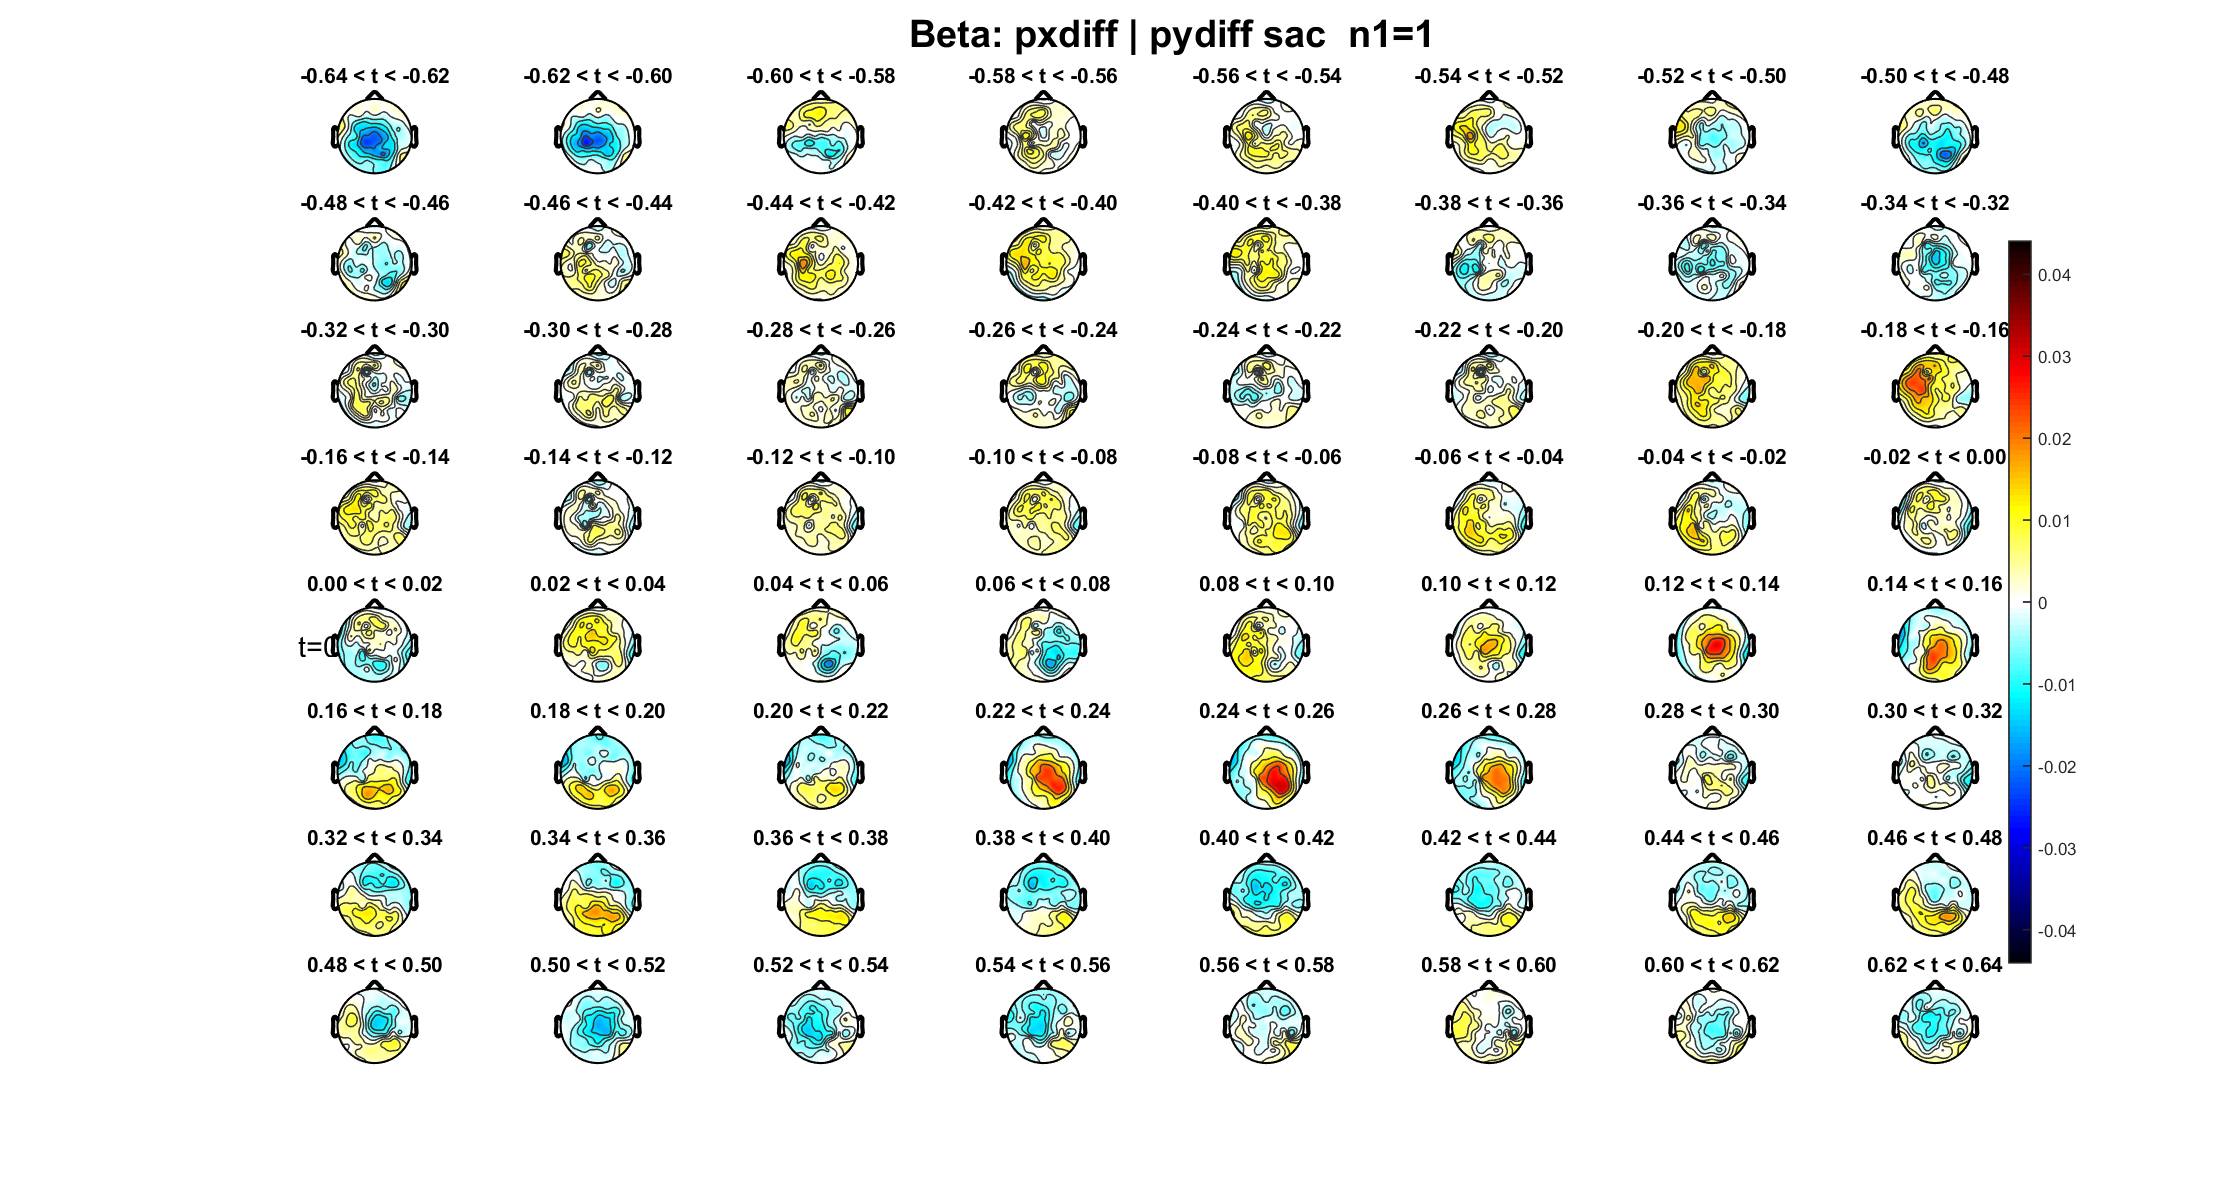 Beta: pxdiff | pydiff sac  n1=1
-0.64 < t < -0.62 -0.62 < t < -0.60 -0.60 < t < -0.58 -0.58 < t < -0.56 -0.56 < t < -0.54 -0.54 < t < -0.52 -0.52 < t < -0.50 -0.50 < t < -0.48
-0.48 < t < -0.46 -0.46 < t < -0.44 -0.44 < t < -0.42 -0.42 < t < -0.40 -0.40 < t < -0.38 -0.38 < t < -0.36 -0.36 < t < -0.34 -0.34 < t < -0.32
0.04
-0.32 < t < -0.30 -0.30 < t < -0.28 -0.28 < t < -0.26 -0.26 < t < -0.24 -0.24 < t < -0.22 -0.22 < t < -0.20 -0.20 < t < -0.18 -0.18 < t < -0.16
0.03
0.02
-0.16 < t < -0.14 -0.14 < t < -0.12 -0.12 < t < -0.10 -0.10 < t < -0.08 -0.08 < t < -0.06 -0.06 < t < -0.04 -0.04 < t < -0.02 -0.02 < t < 0.00
0.01
0.00 < t < 0.02 0.02 < t < 0.04 0.04 < t < 0.06 0.06 < t < 0.08 0.08 < t < 0.10 0.10 < t < 0.12 0.12 < t < 0.14 0.14 < t < 0.16
0
t=0
-0.01
0.16 < t < 0.18 0.18 < t < 0.20 0.20 < t < 0.22 0.22 < t < 0.24 0.24 < t < 0.26 0.26 < t < 0.28 0.28 < t < 0.30 0.30 < t < 0.32
-0.02
0.32 < t < 0.34 0.34 < t < 0.36 0.36 < t < 0.38 0.38 < t < 0.40 0.40 < t < 0.42 0.42 < t < 0.44 0.44 < t < 0.46 0.46 < t < 0.48
-0.03
-0.04
0.48 < t < 0.50 0.50 < t < 0.52 0.52 < t < 0.54 0.54 < t < 0.56 0.56 < t < 0.58 0.58 < t < 0.60 0.60 < t < 0.62 0.62 < t < 0.64